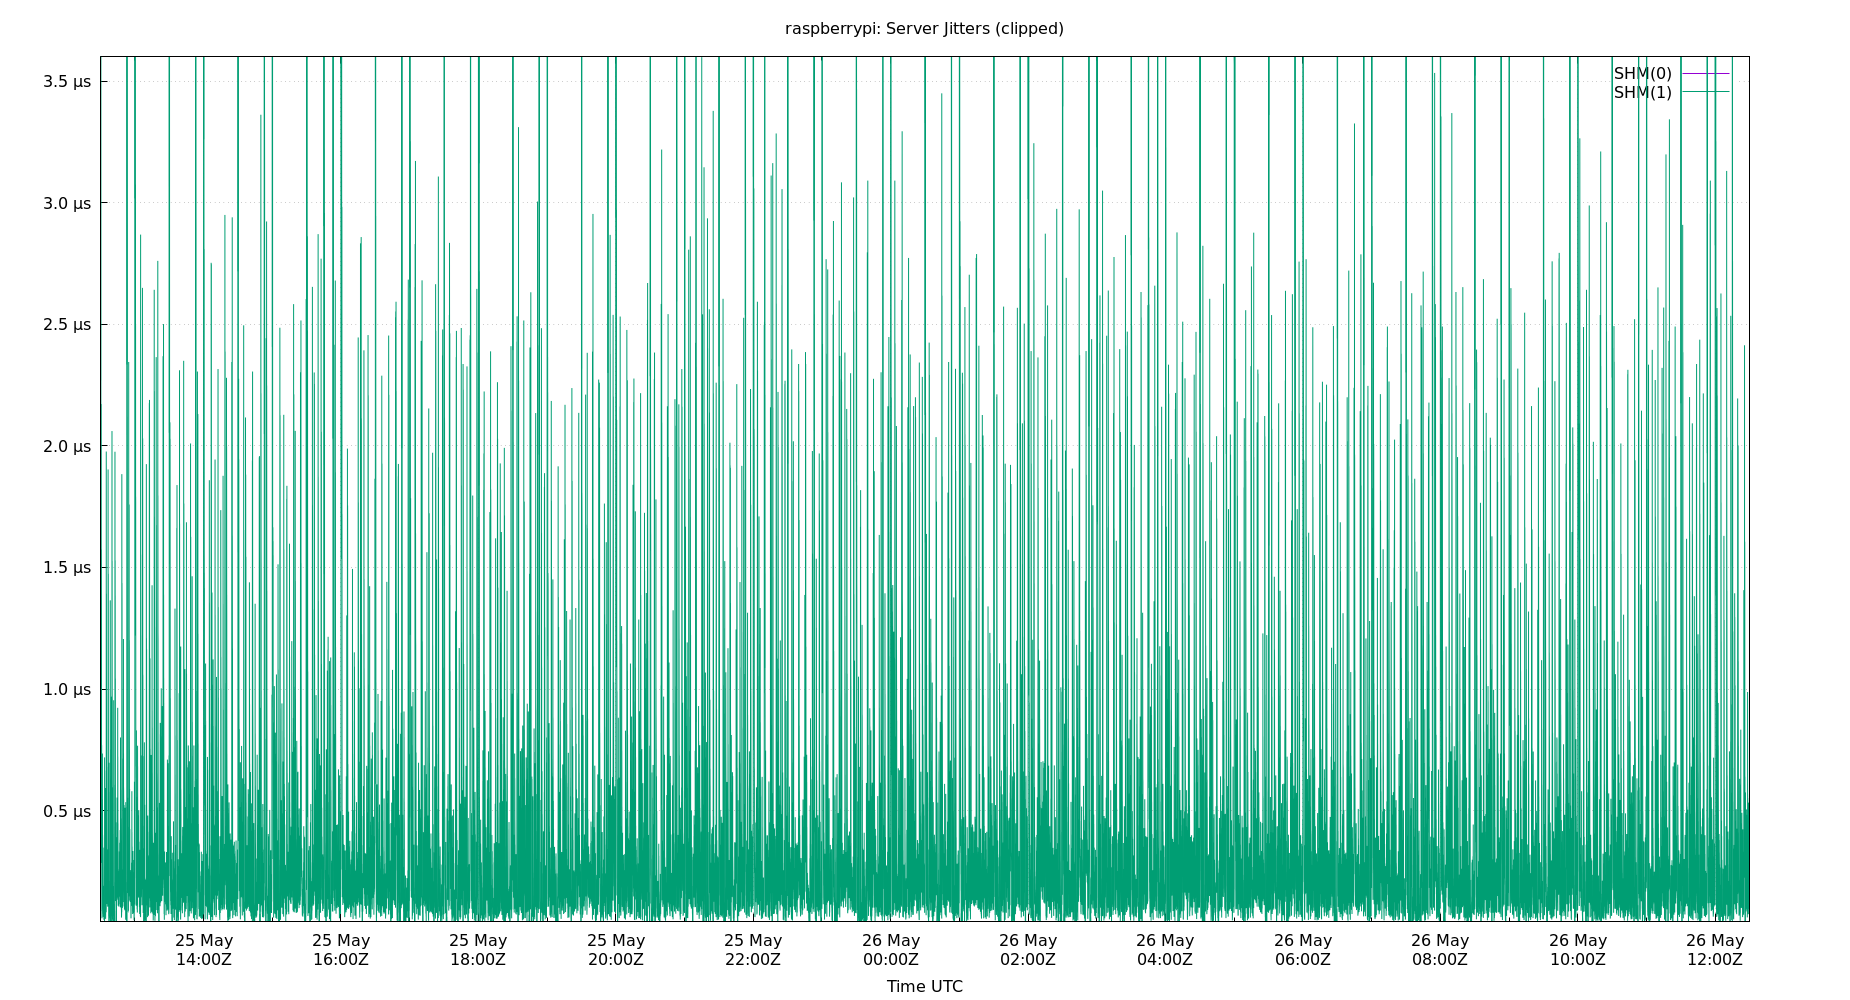 raspberrypi: Server Jitters (clipped)
SHM(0)
SHM(1)
3.5 µs
3.0 µs
2.5 µs
2.0 µs
1.5 µs
1.0 µs
0.5 µs
25 May 25 May 25 May 25 May 25 May 26 May 26 May 26 May 26 May 26 May 26 May 26 May
14:00Z 16:00Z 18:00Z 20:00Z 22:00Z 00:00Z 02:00Z 04:00Z 06:00Z 08:00Z 10:00Z 12:00Z
Time UTC